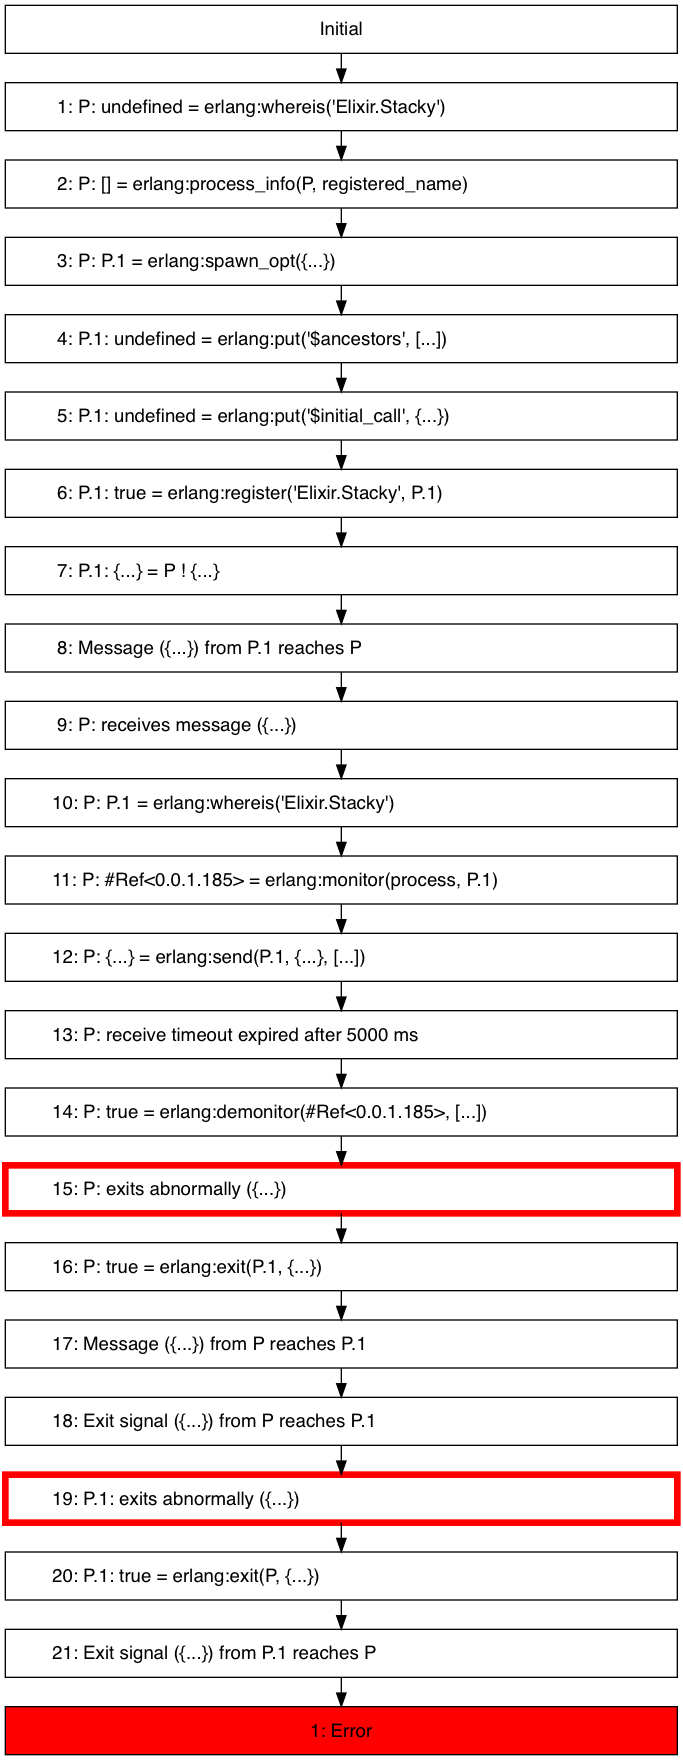 Initial
1: P: undefined = erlang:whereis('Elixir.Stacky')
2: P: [] = erlang:process_info(P, registered_name)
3: P: P.1 = erlang:spawn_opt({...})
4: P.1: undefined = erlang:put('$ancestors', [...])
5: P.1: undefined = erlang:put('$initial_call', {...})
6: P.1: true = erlang:register('Elixir.Stacky', P.1)
7: P.1: {...} = P ! {...}
8: Message ({...}) from P.1 reaches P
9: P: receives message ({...})
10: P: P.1 = erlang:whereis('Elixir.Stacky')
11: P: #Ref<0.0.1.185> = erlang:monitor(process, P.1)
12: P: {...} = erlang:send(P.1, {...}, [...])
13: P: receive timeout expired after 5000 ms
14: P: true = erlang:demonitor(#Ref<0.0.1.185>, [...])
15: P: exits abnormally ({...})
16: P: true = erlang:exit(P.1, {...})
17: Message ({...}) from P reaches P.1
18: Exit signal ({...}) from P reaches P.1
19: P.1: exits abnormally ({...})
20: P.1: true = erlang:exit(P, {...})
21: Exit signal ({...}) from P.1 reaches P
1: Error